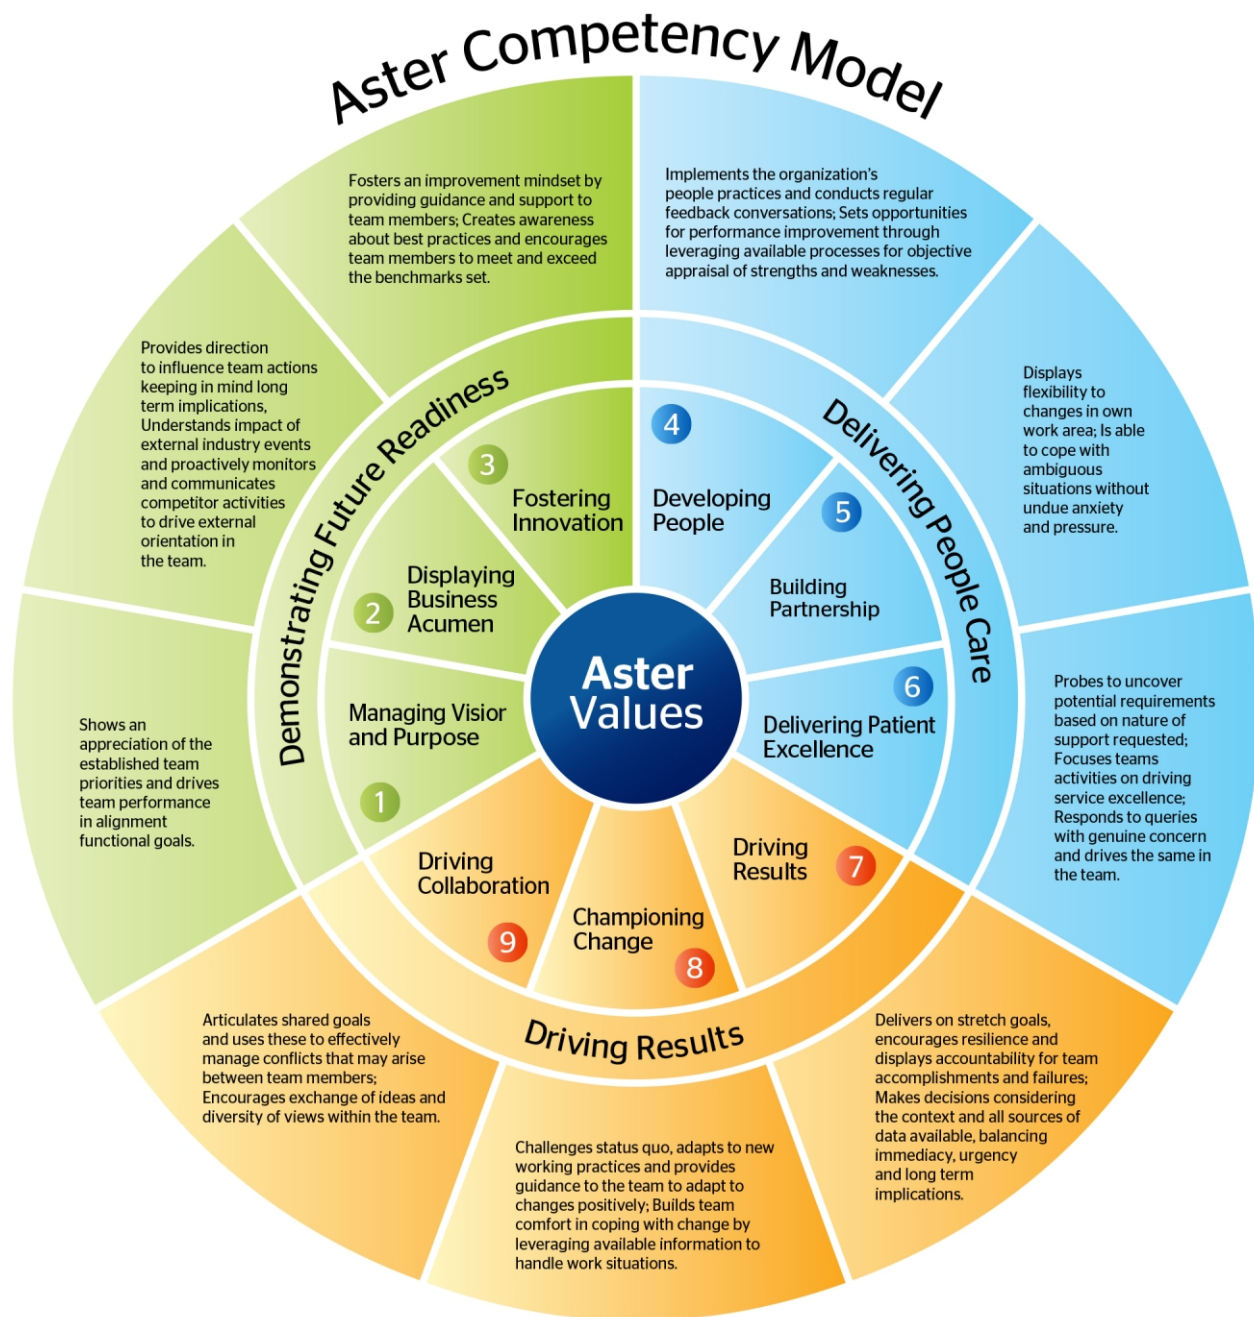 Aster Competency Model
Fosters an improvement mindset by
providing guidance and support to
team members; Creates awareness
about best practices and encourages
team members to meet and exceed
the benchmarks set.
Implements the organization's
people practices and conducts regular
feedback conversations; Sets opportunities
for performance improvement through
leveraging available processes for objective
appraisal of strengths and weaknesses.
Provides direction
to influence team actions
keeping in mind long
term implications,
Understands impact of
external industry events
and proactively monitors
and communicates
competitor activities
to drive external
orientation in
the team.
Displays
flexibility to
changes in own
work area; Is able
to cope with
ambiguous
situations without
undue anxiety
and pressure.
Demonstrating Future Readiness
Delivering People Care
3
Fostering
Innovation
4
Developing
People
2
Displaying
Business
Acumen
5
Building
Partnership
Aster
Values
Managing Visior
and Purpose
1
6
Delivering Patient
Excellence
Shows an
appreciation of the
established team
priorities and drives
team performance
in alignment
functional goals.
Probes to uncover
potential requirements
based on nature of
support requested;
Focuses teams
activities on driving
service excellence;
Responds to queries
with genuine concern
and drives the same in
the team.
Driving
Collaboration
9
Championing
Change
8
Driving
Results
7
Driving Results
Articulates shared goals
and uses these to effectively
manage conflicts that may arise
between team members;
Encourages exchange of ideas and
diversity of views within the team.
Challenges status quo, adapts to new
working practices and provides
guidance to the team to adapt to
changes positively; Builds team
comfort in coping with change by
leveraging available information to
handle work situations.
Delivers on stretch goals,
encourages resilience and
displays accountability for team
accomplishments and failures;
Makes decisions considering
the context and all sources of
data available, balancing
immediacy, urgency
and long term
implications.